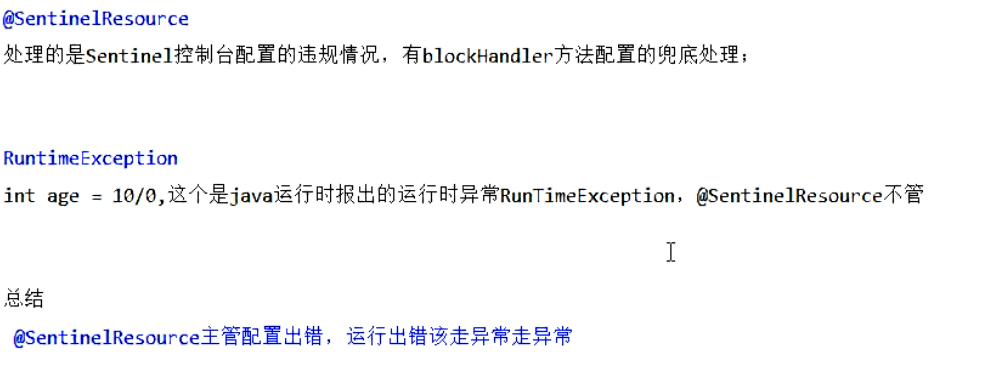 @SentinelResource
处理的是Sentinel控制台配置的违规情况，有blockHandler方法配置的兜底处理；
RuntimeException
int age = 10/0,这个是java运行时报出的运行时异常RunTimeException，@SentinelResource不管
总结
@SentinelResource主管配置出错，运行出错该走异常走异常